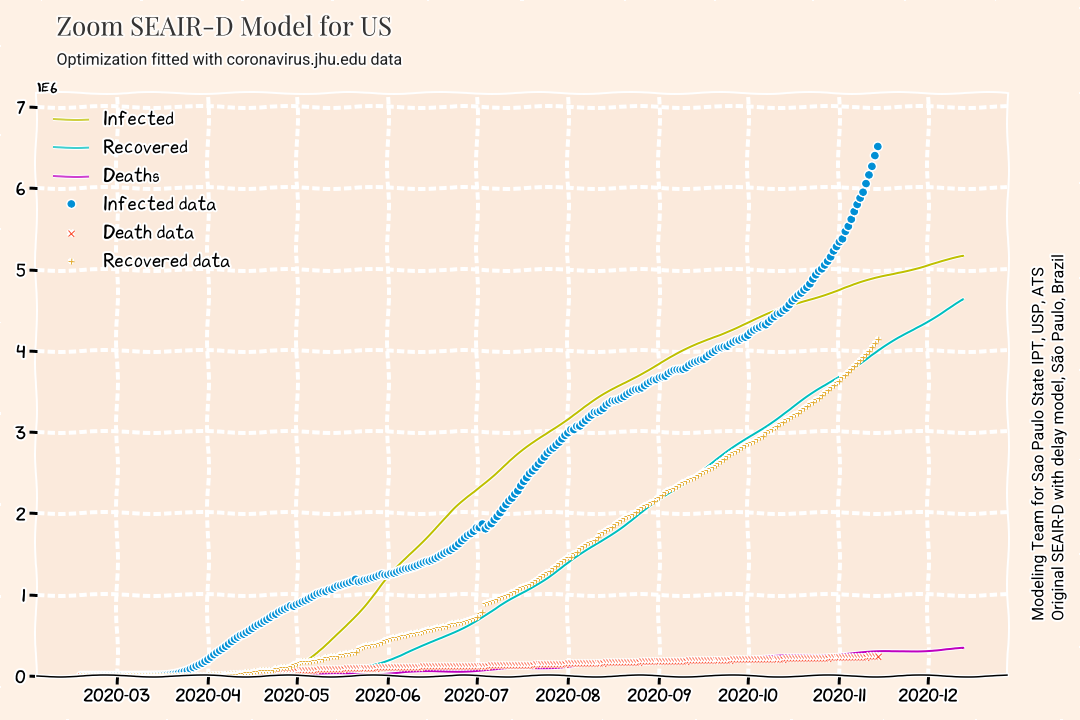 Zoom SEAIR-D Model for US
Optimization fitted with coronavirus.jhu.edu data
1E6
7
6
5
4
3
2
1
0
Infected
Recovered
Deaths
Infected data
Death data
Recovered data
2020-03 2020-04 2020-05 2020-06 2020-07 2020-08 2020-09 2020-10 2020-11 2020-12
Modeling Team for Sao Paulo State IPT, USP, ATS
Original SEAIR-D with delay model, São Paulo, Brazil